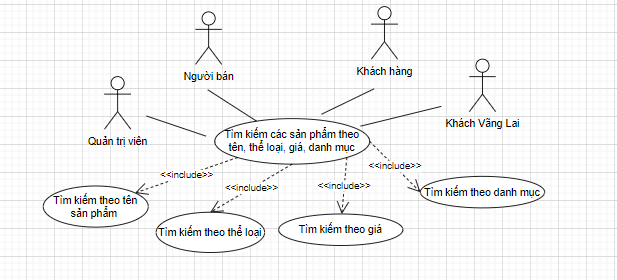 Người bán
Khách hàng
Khách Vãng Lai
Quản trị viên
Tìm kiếm các sản phẩm theo
tên, thể loại, giá, danh mục
<<include>>
<<include>>
<<include>>
<<include>>
Tìm kiếm theo tên
sản phẩm
Tìm kiếm theo thể loại
Tìm kiếm theo giá
Tìm kiếm theo danh mục